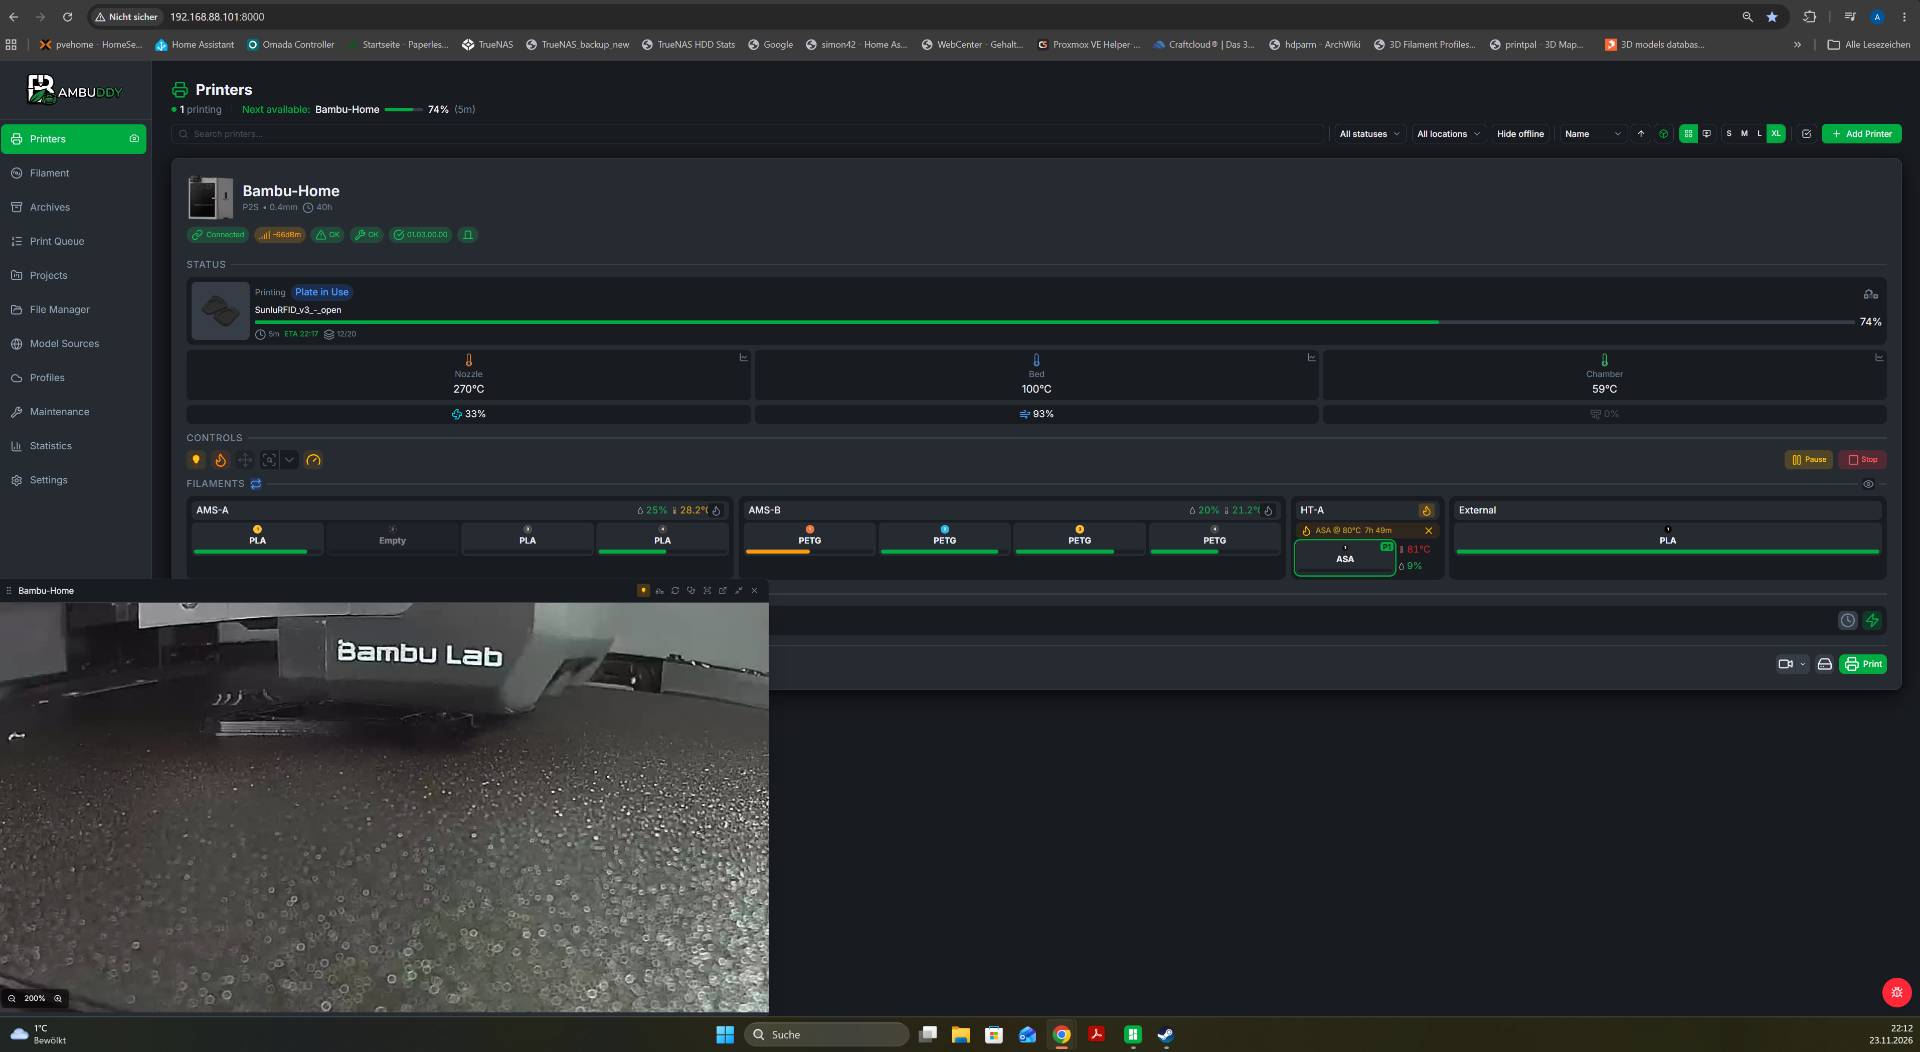 Nicht sicher 192.168.88.101:8000
pvehome - HomeSe... Home Assistant Omada Controller Startseite - Paperles... TrueNAS TrueNAS_backup_new TrueNAS HDD Stats Google simon42 - Home As... WebCenter - Gehalt... Proxmox VE Helper-... Craftcloud® | Das 3... hdparm – ArchWiki 3D Filament Profiles... printpal - 3D Map... 3D models databas... » Alle Lesezeichen
AMBUDDY
Printers
Filament
Archives
Print Queue
Projects
File Manager
Model Sources
Profiles
Maintenance
Statistics
Settings
Printers
1 printing Next available: Bambu-Home 74% (5m)
Search printers... All statuses All locations Hide offline Name S M L XL Add Printer
Bambu-Home
P2S • 0.4mm 40h
Connected -66dBm OK OK 01.03.00.00
STATUS
Printing Plate in Use
SunluRFID_v3_-_open
74%
5m ETA 22:17 12/20
Nozzle
270°C
Bed
100°C
Chamber
59°C
33% 93% 0%
CONTROLS
Pause Stop
FILAMENTS
AMS-A 25% 28.2°C
PLA Empty PLA PLA
AMS-B 20% 21.2°C
PETG PETG PETG PETG
HT-A
ASA @ 80°C 7h 49m
ASA
81°C
9%
External
PLA
Print
Bambu-Home
Bambu Lab
200%
1°C
Bewölkt
Suche
22:12
23.11.2026